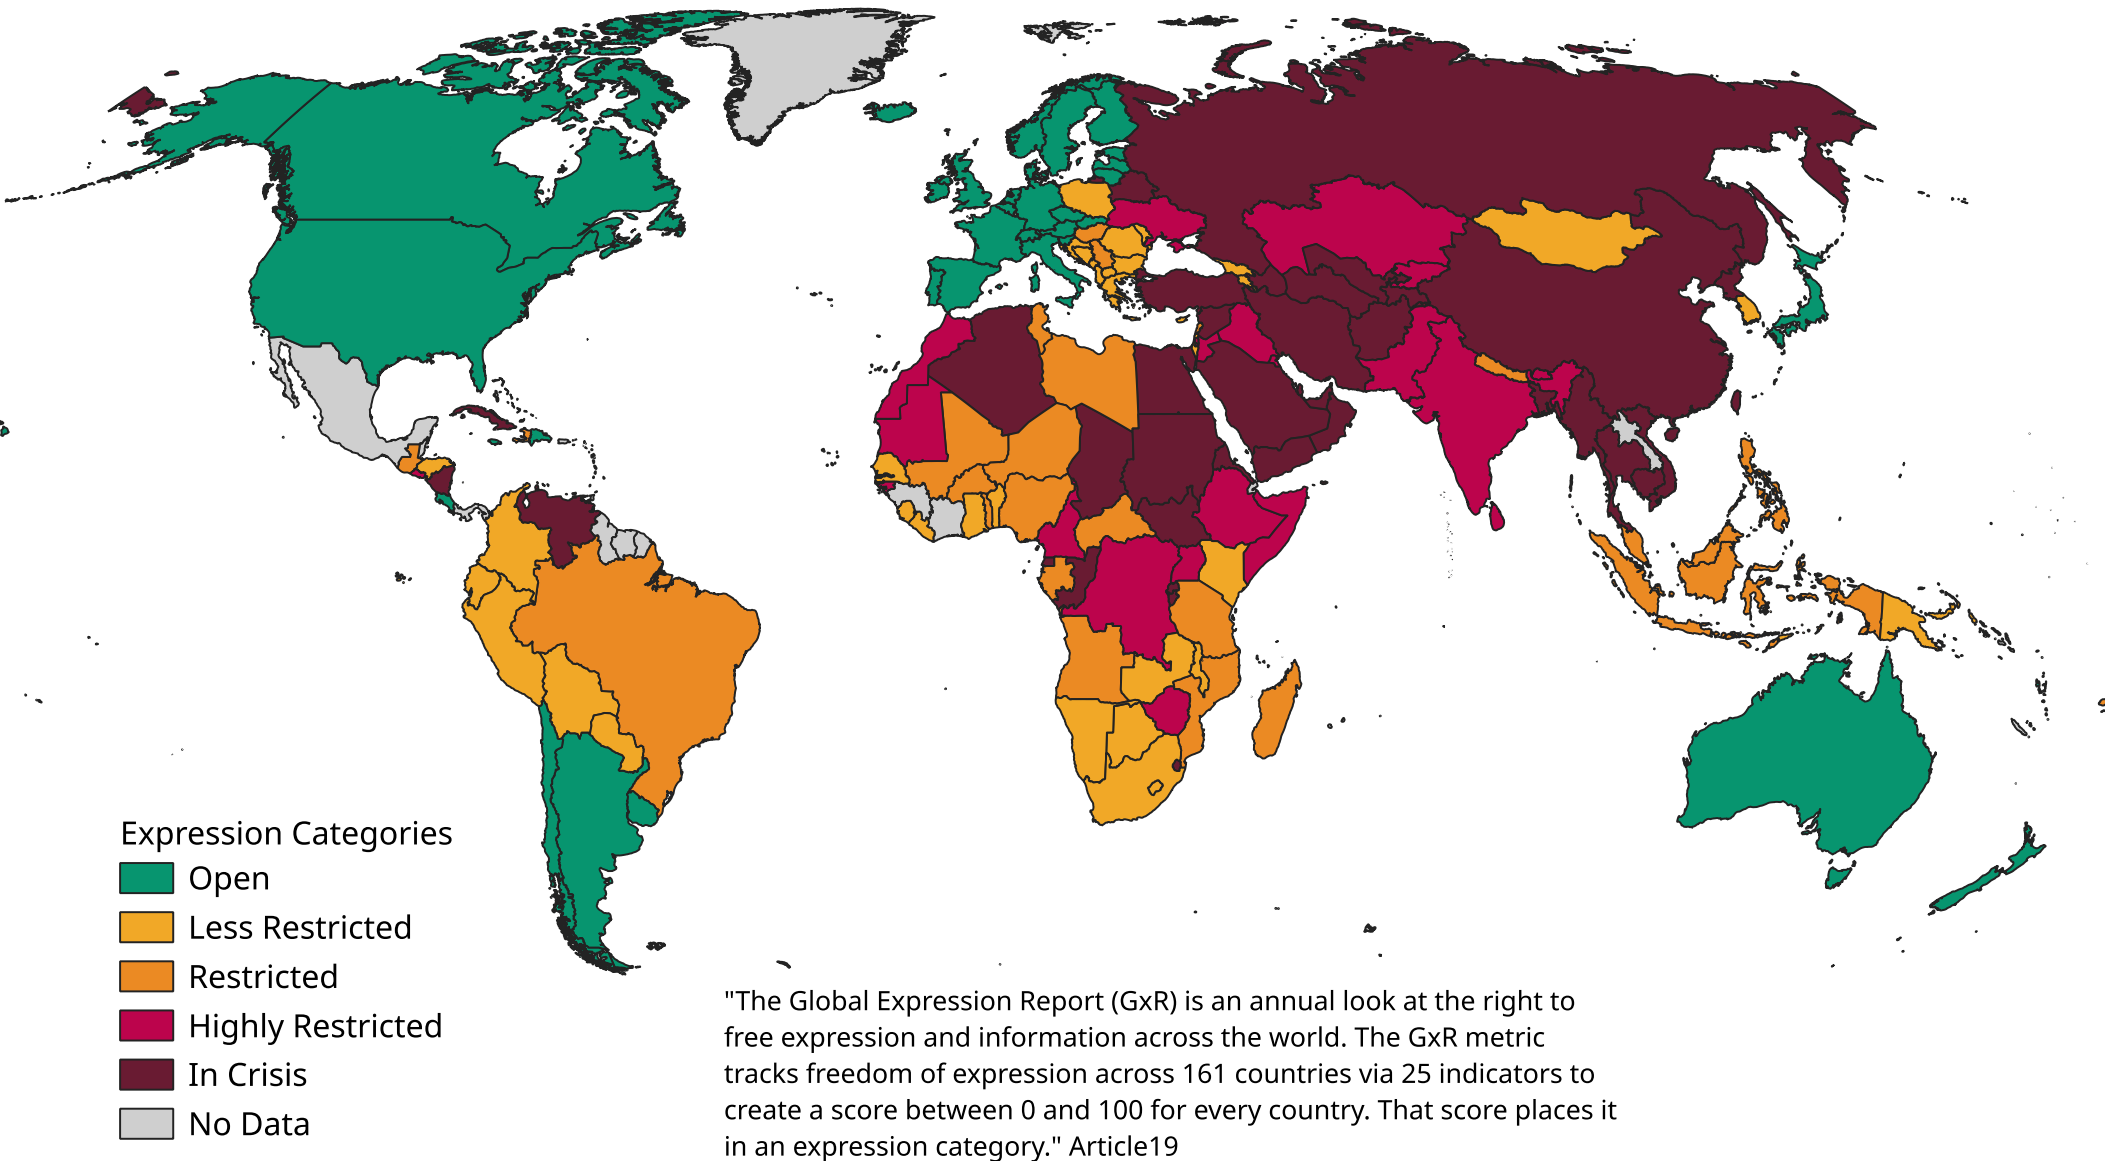 Expression Categories
Open
Less Restricted
Restricted
Highly Restricted
In Crisis
No Data
"The Global Expression Report (GxR) is an annual look at the right to
free expression and information across the world. The GxR metric
tracks freedom of expression across 161 countries via 25 indicators to
create a score between 0 and 100 for every country. That score places it
in an expression category." Article19